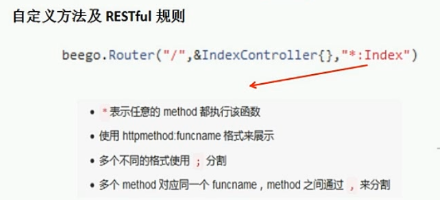 自定义方法及 RESTful 规则
beego.Router("/",&IndexController{},"*:Index")
• * 表示任意的 method 都执行该函数
• 使用 httpmethod:funcname 格式来展示
• 多个不同的格式使用 ; 分割
• 多个 method 对应同一个 funcname，method 之间通过 , 来分割